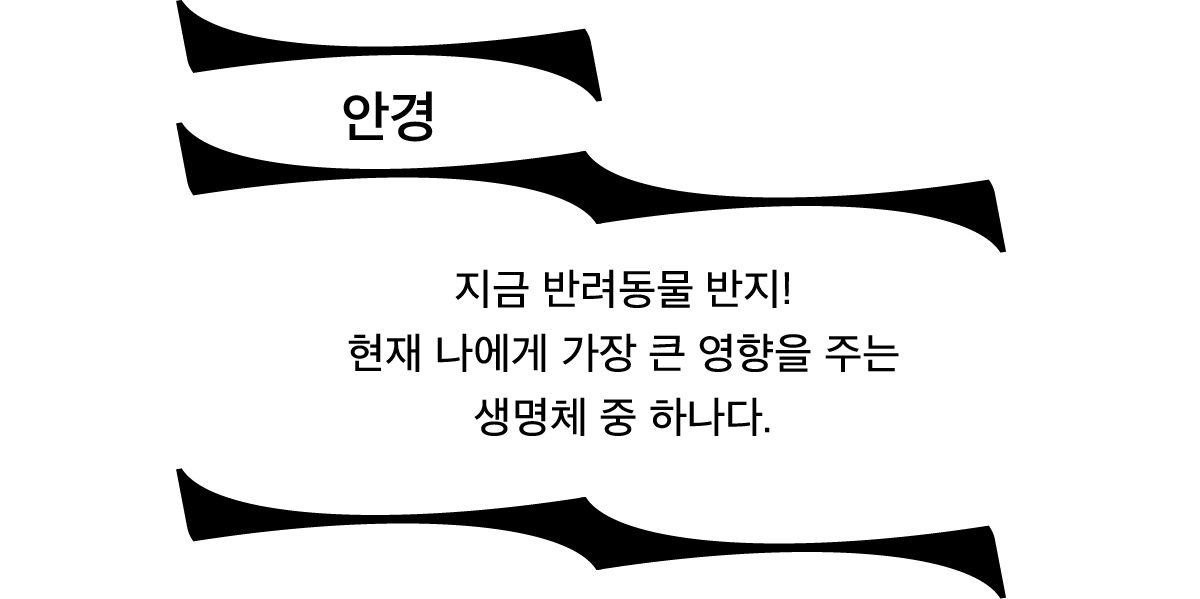 안경
지금 반려동물 반지!
현재 나에게 가장 큰 영향을 주는
생명체 중 하나다.